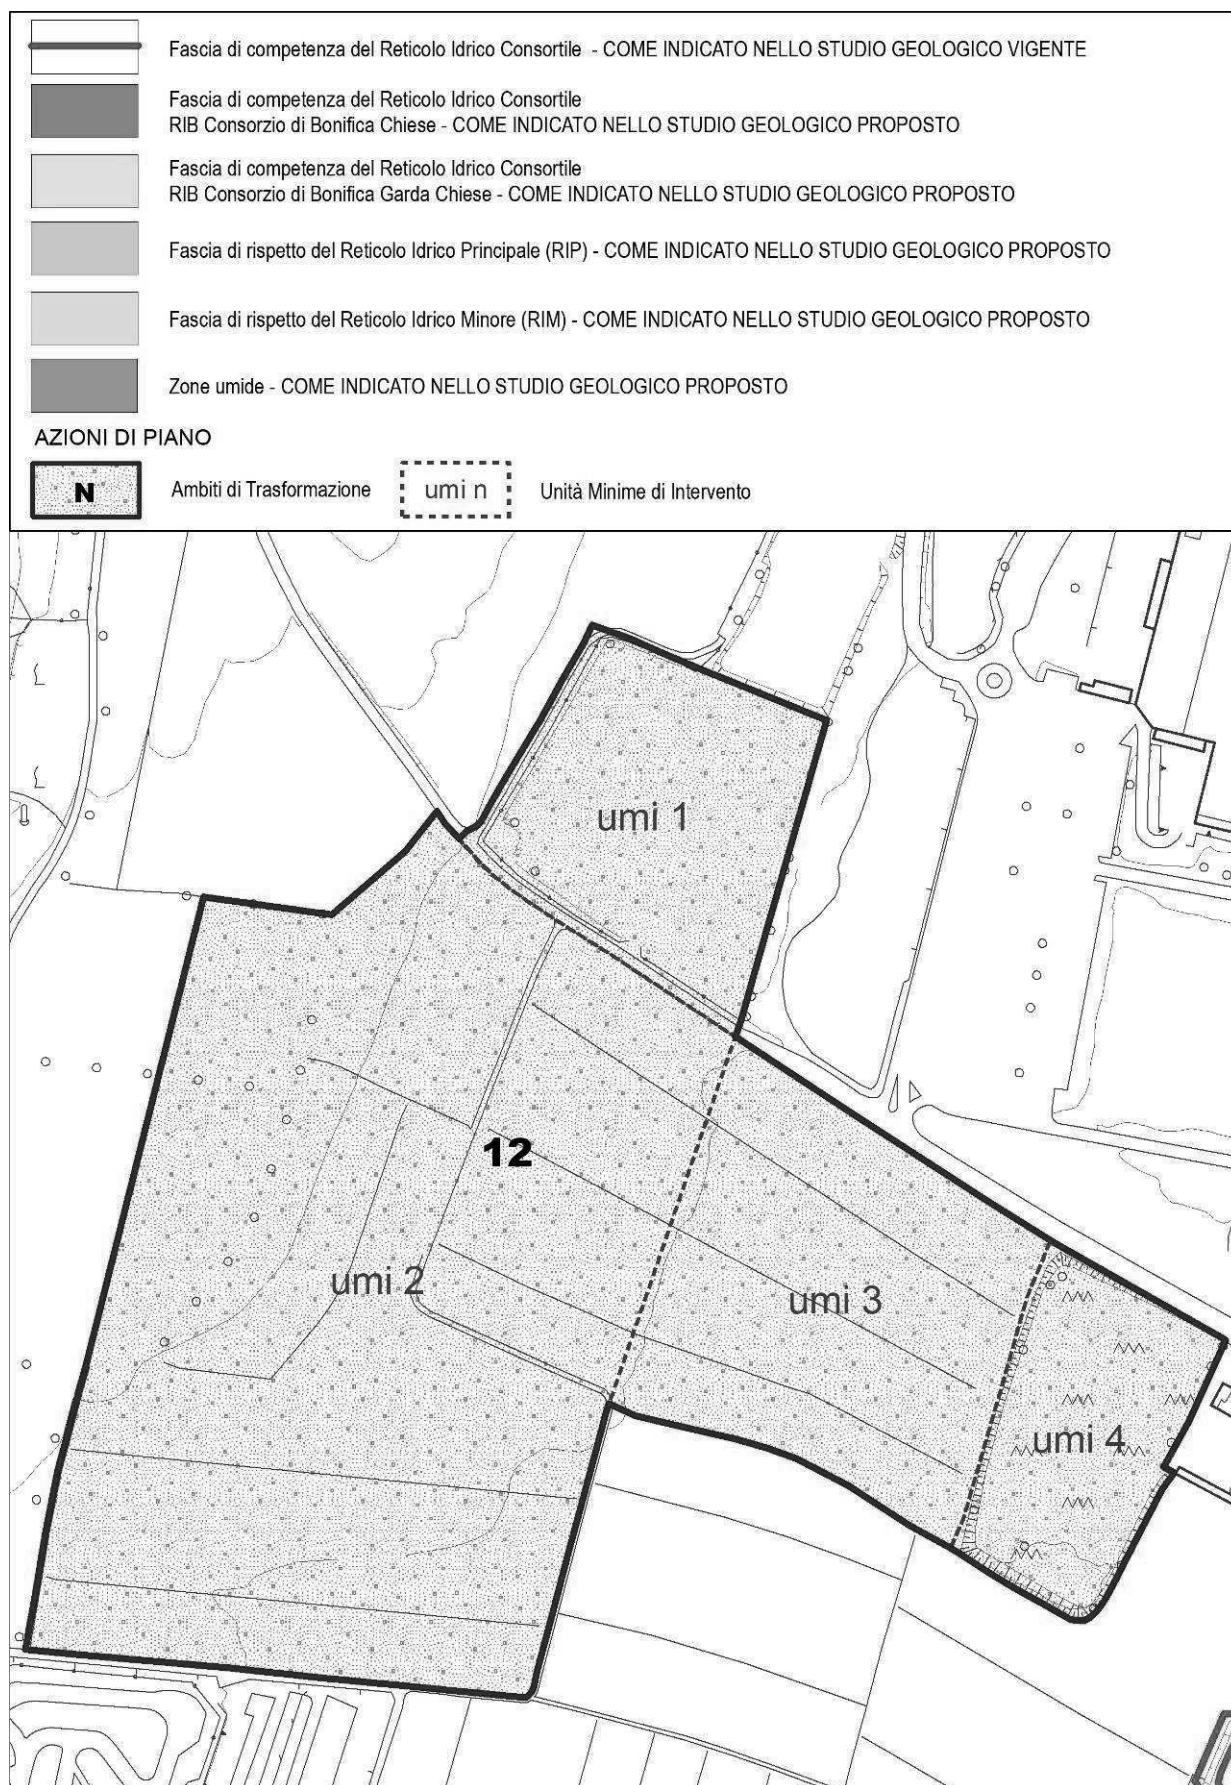 Fascia di competenza del Reticolo Idrico Consortile - COME INDICATO NELLO STUDIO GEOLOGICO VIGENTE
Fascia di competenza del Reticolo Idrico Consortile
RIB Consorzio di Bonifica Chiese - COME INDICATO NELLO STUDIO GEOLOGICO PROPOSTO
Fascia di competenza del Reticolo Idrico Consortile
RIB Consorzio di Bonifica Garda Chiese - COME INDICATO NELLO STUDIO GEOLOGICO PROPOSTO
Fascia di rispetto del Reticolo Idrico Principale (RIP) - COME INDICATO NELLO STUDIO GEOLOGICO PROPOSTO
Fascia di rispetto del Reticolo Idrico Minore (RIM) - COME INDICATO NELLO STUDIO GEOLOGICO PROPOSTO
Zone umide - COME INDICATO NELLO STUDIO GEOLOGICO PROPOSTO
AZIONI DI PIANO
N Ambiti di Trasformazione umi n Unità Minime di Intervento
umi 1
12
umi 2
umi 3
umi 4